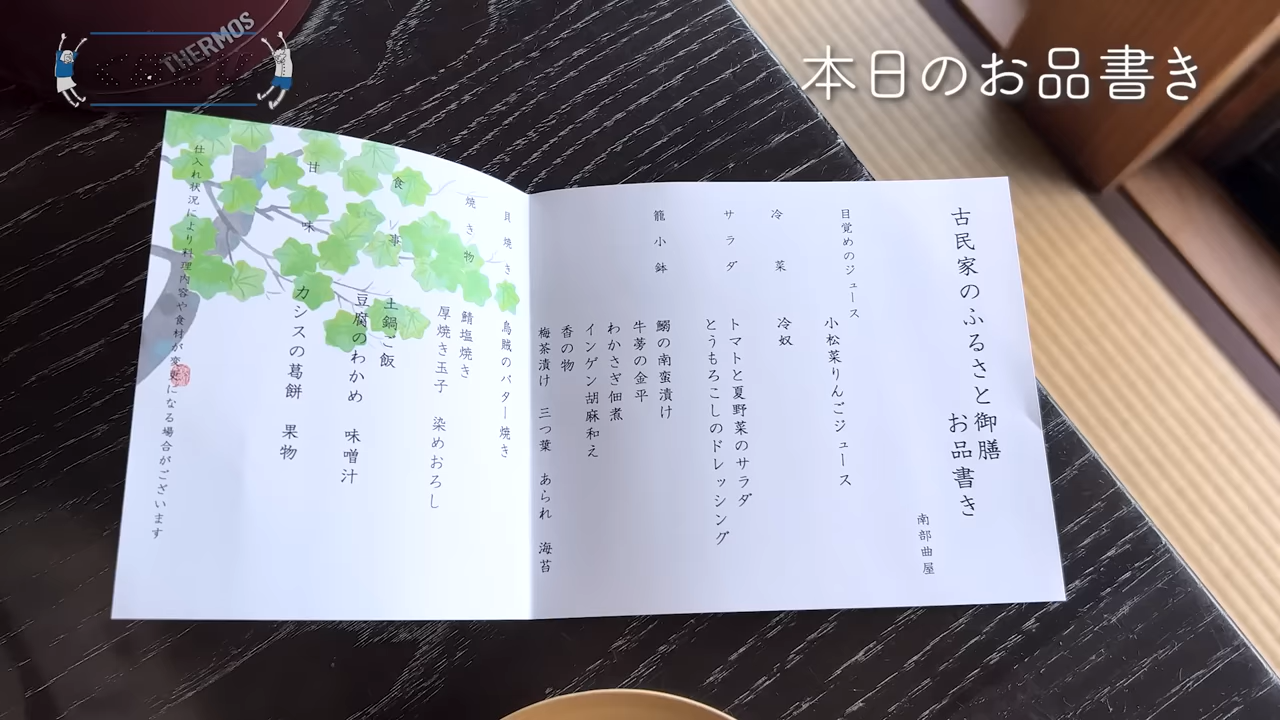 THERMOS
本日のお品書き
古民家のふるさと御膳
お品書き
南部曲屋
目覚めのジュース
小松菜りんごジュース
冷菜
冷奴
サラダ
トマトと夏野菜のサラダ
とうもろこしのドレッシング
籠小鉢
鰯の南蛮漬け
牛蒡の金平
わかさぎ佃煮
インゲン胡麻和え
香の物
梅茶漬け 三つ葉 あられ 海苔
貝焼き
烏賊のバター焼き
焼き物
鯖塩焼き
厚焼き玉子 染めおろし
食事
土鍋ご飯
豆腐のわかめ 味噌汁
甘味
カシスの葛餅 果物
仕入れ状況により料理内容や食材が変更になる場合がございます